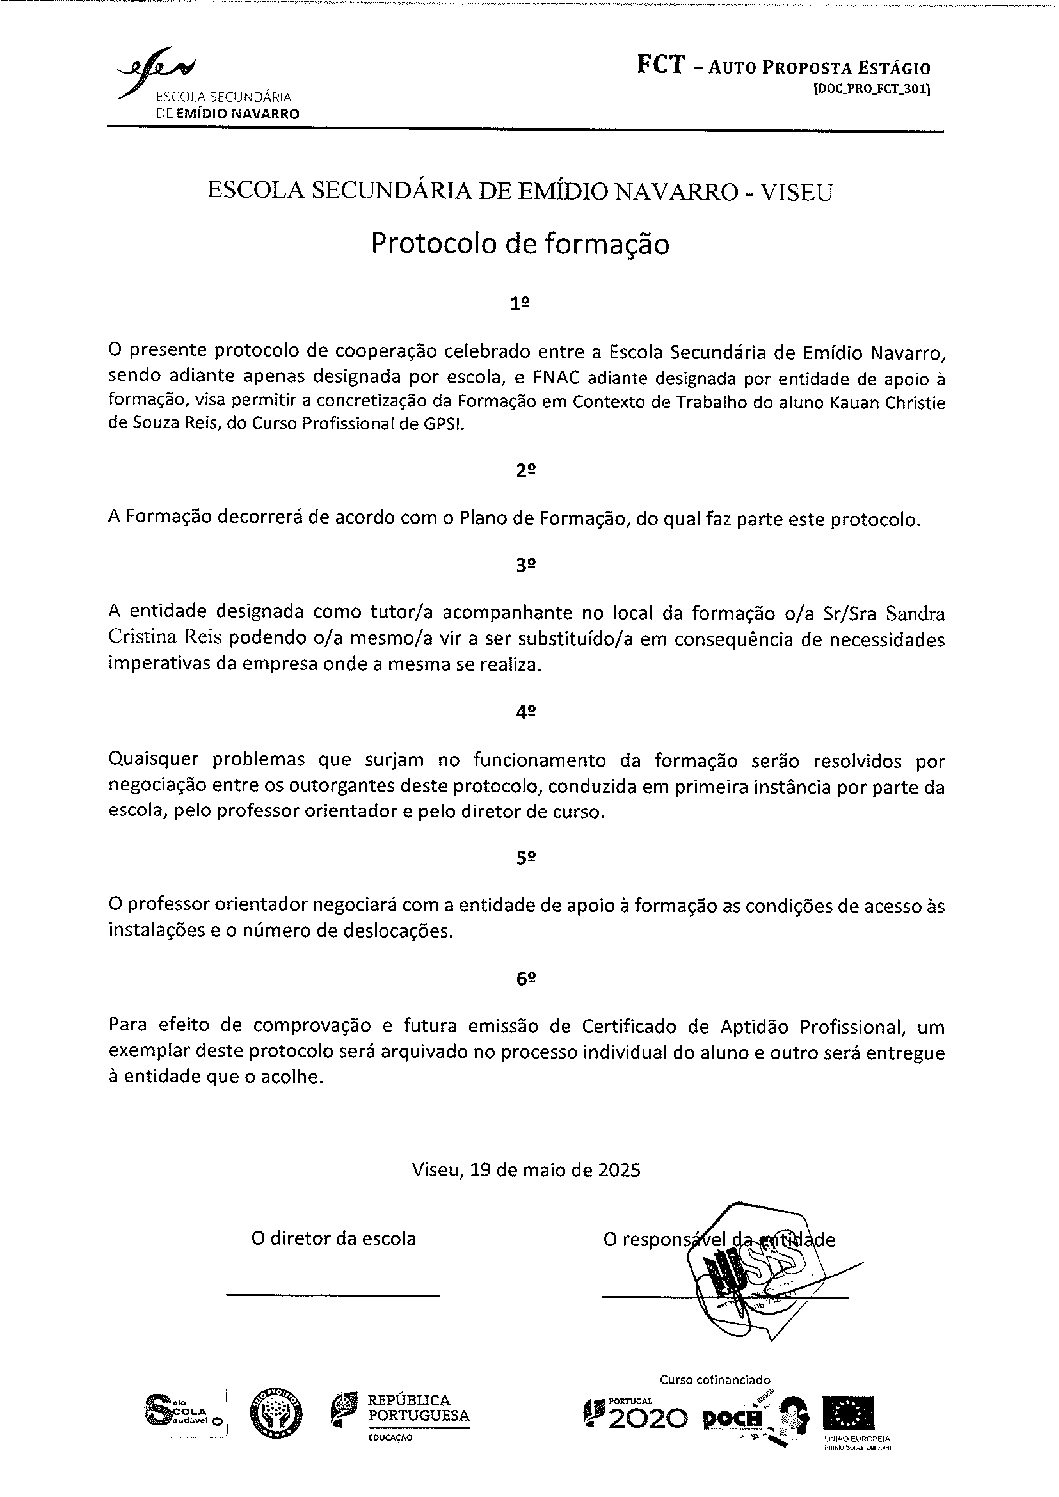 efen
ESCOLA SECUNDÁRIA
DE EMÍDIO NAVARRO
FCT – AUTO PROPOSTA ESTÁGIO
[DOC_PRO_FCT_301]
ESCOLA SECUNDÁRIA DE EMÍDIO NAVARRO - VISEU
Protocolo de formação
1º
O presente protocolo de cooperação celebrado entre a Escola Secundária de Emídio Navarro,
sendo adiante apenas designada por escola, e FNAC adiante designada por entidade de apoio à
formação, visa permitir a concretização da Formação em Contexto de Trabalho do aluno Kauan Christie
de Souza Reis, do Curso Profissional de GPSI.
2º
A Formação decorrerá de acordo com o Plano de Formação, do qual faz parte este protocolo.
3º
A entidade designada como tutor/a acompanhante no local da formação o/a Sr/Sra Sandra
Cristina Reis podendo o/a mesmo/a vir a ser substituído/a em consequência de necessidades
imperativas da empresa onde a mesma se realiza.
4º
Quaisquer problemas que surjam no funcionamento da formação serão resolvidos por
negociação entre os outorgantes deste protocolo, conduzida em primeira instância por parte da
escola, pelo professor orientador e pelo diretor de curso.
5º
O professor orientador negociará com a entidade de apoio à formação as condições de acesso às
instalações e o número de deslocações.
6º
Para efeito de comprovação e futura emissão de Certificado de Aptidão Profissional, um
exemplar deste protocolo será arquivado no processo individual do aluno e outro será entregue
à entidade que o acolhe.
Viseu, 19 de maio de 2025
O diretor da escola
O responsável da entidade
Curso cofinanciado
REPÚBLICA
PORTUGUESA
EDUCAÇÃO
PORTUGAL
2020
POCH
UNIÃO EUROPEIA